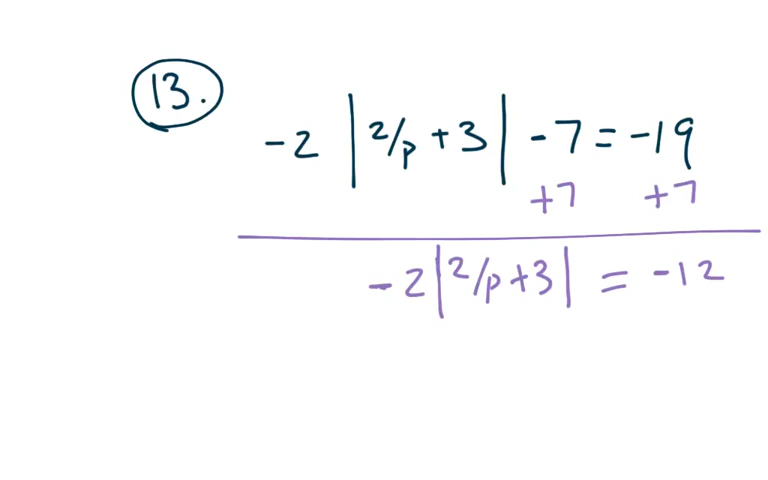 13.
-2 |2/p + 3| - 7 = -19
+7 +7
-2|2/p+3| = -12